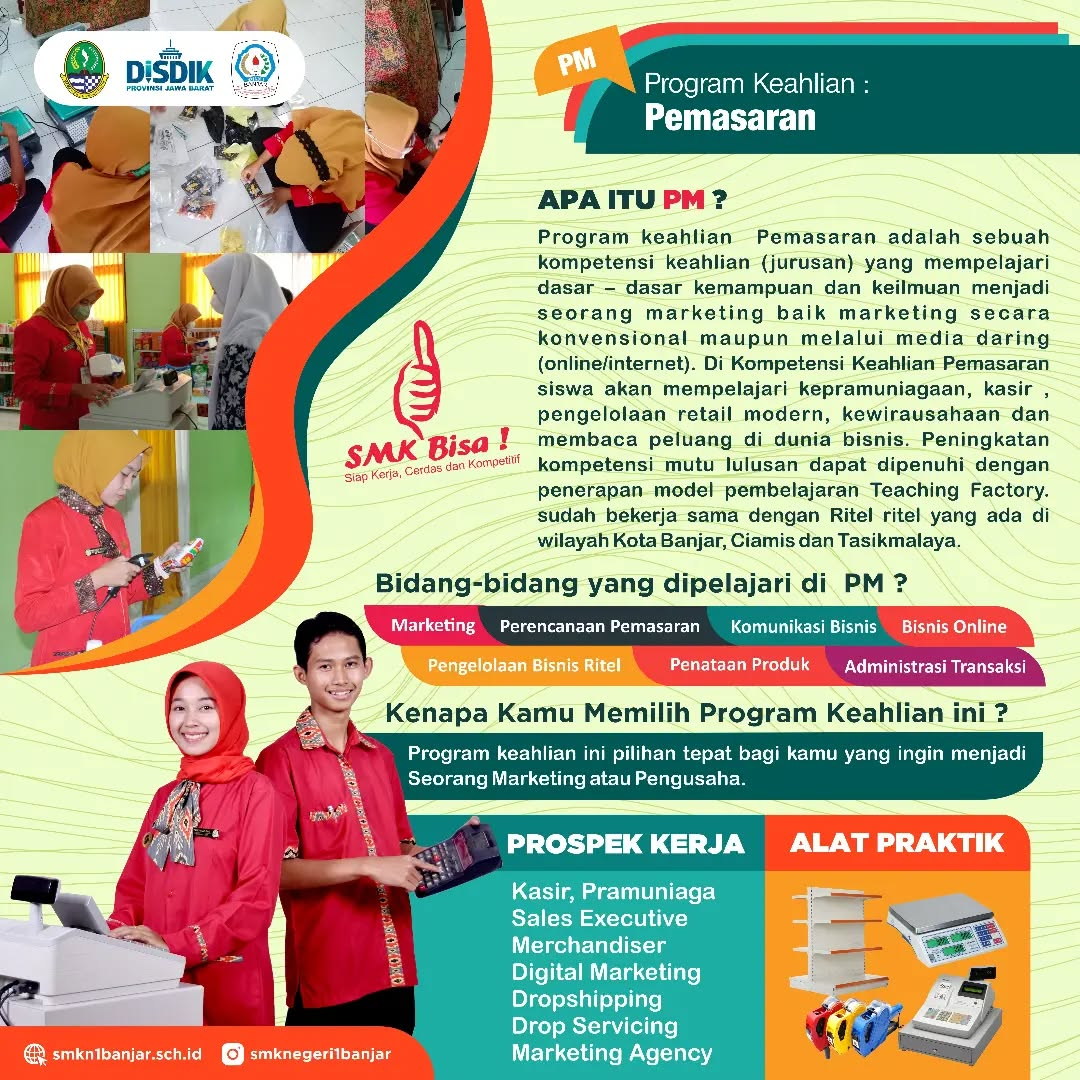 DISDIK
PROVINSI JAWA BARAT
BANJAR
PM
Program Keahlian :
Pemasaran
APA ITU PM ?
Program keahlian Pemasaran adalah sebuah
kompetensi keahlian (jurusan) yang mempelajari
dasar – dasar kemampuan dan keilmuan menjadi
seorang marketing baik marketing secara
konvensional maupun melalui media daring
(online/internet). Di Kompetensi Keahlian Pemasaran
siswa akan mempelajari kepramuniagaan, kasir ,
pengelolaan retail modern, kewirausahaan dan
membaca peluang di dunia bisnis. Peningkatan
kompetensi mutu lulusan dapat dipenuhi dengan
penerapan model pembelajaran Teaching Factory.
sudah bekerja sama dengan Ritel ritel yang ada di
wilayah Kota Banjar, Ciamis dan Tasikmalaya.
SMK Bisa !
Siap Kerja, Cerdas dan Kompetitif
Bidang-bidang yang dipelajari di PM ?
Marketing
Perencanaan Pemasaran
Komunikasi Bisnis
Bisnis Online
Pengelolaan Bisnis Ritel
Penataan Produk
Administrasi Transaksi
Kenapa Kamu Memilih Program Keahlian ini ?
Program keahlian ini pilihan tepat bagi kamu yang ingin menjadi
Seorang Marketing atau Pengusaha.
PROSPEK KERJA
Kasir, Pramuniaga
Sales Executive
Merchandiser
Digital Marketing
Dropshipping
Drop Servicing
Marketing Agency
ALAT PRAKTIK
smkn1banjar.sch.id
smknegeri1banjar